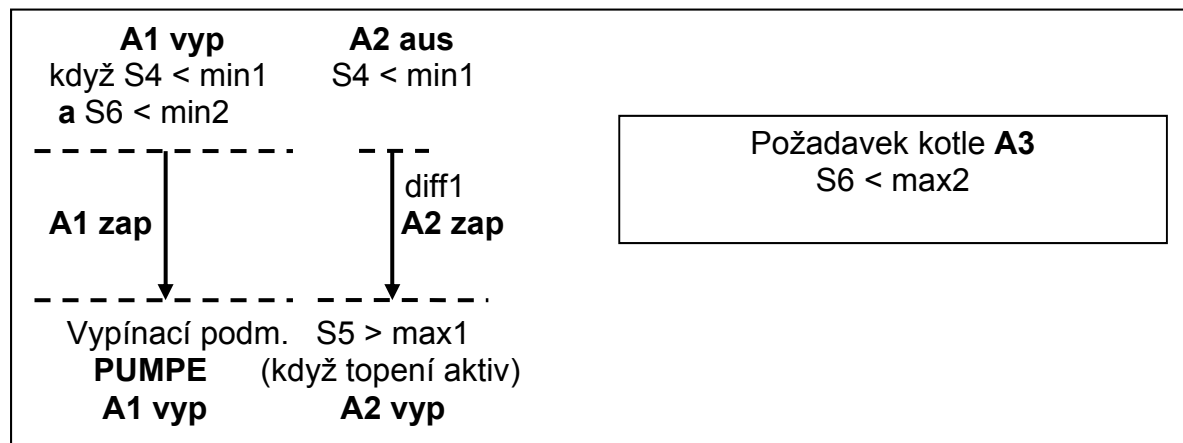 A1 vyp
když S4 < min1
a S6 < min2
A2 aus
S4 < min1
A1 zap
diff1
A2 zap
Vypínací podm.
PUMPE
A1 vyp
S5 > max1
(když topení aktiv)
A2 vyp
Požadavek kotle A3
S6 < max2